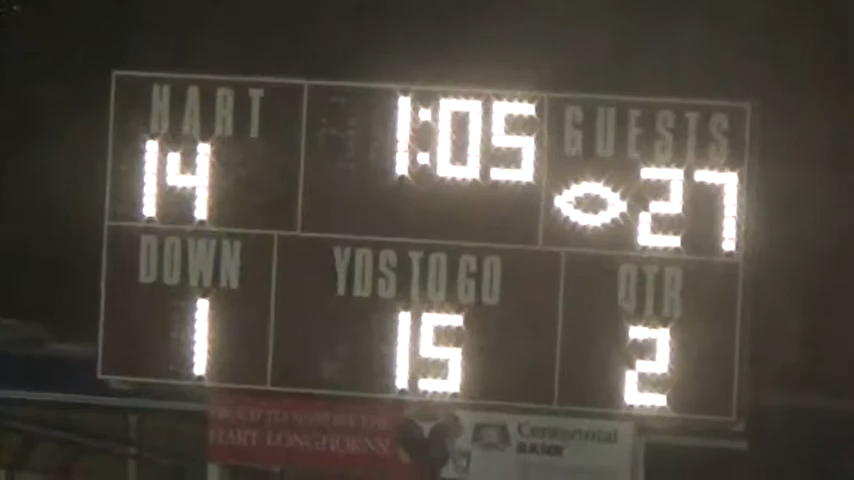 HART 1:05 GUESTS
14 27
DOWN YDS TO GO QTR
1 15 2
HART LONGHORNS!
Centennial
BANK